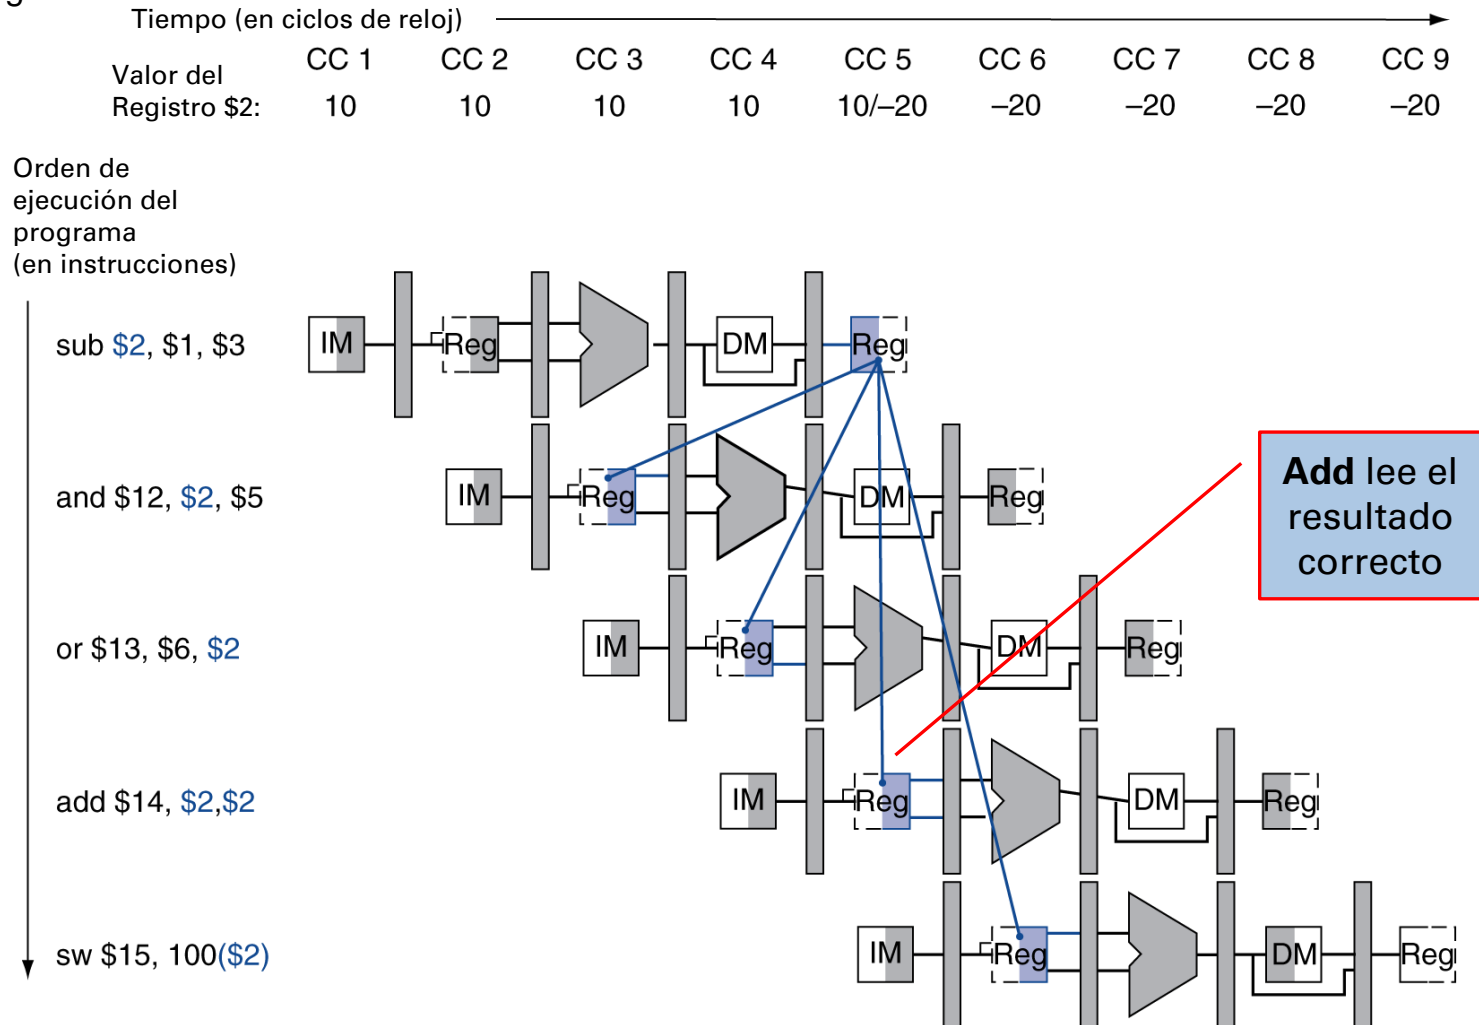 Tiempo (en ciclos de reloj)
CC 1 CC 2 CC 3 CC 4 CC 5 CC 6 CC 7 CC 8 CC 9
Valor del
Registro $2: 10 10 10 10 10/–20 –20 –20 –20 –20
Orden de
ejecución del
programa
(en instrucciones)
sub $2, $1, $3 IM Reg DM Reg
and $12, $2, $5 IM Reg DM Reg
Add lee el
resultado
correcto
or $13, $6, $2 IM Reg DM Reg
add $14, $2,$2 IM Reg DM Reg
sw $15, 100($2) IM Reg DM Reg